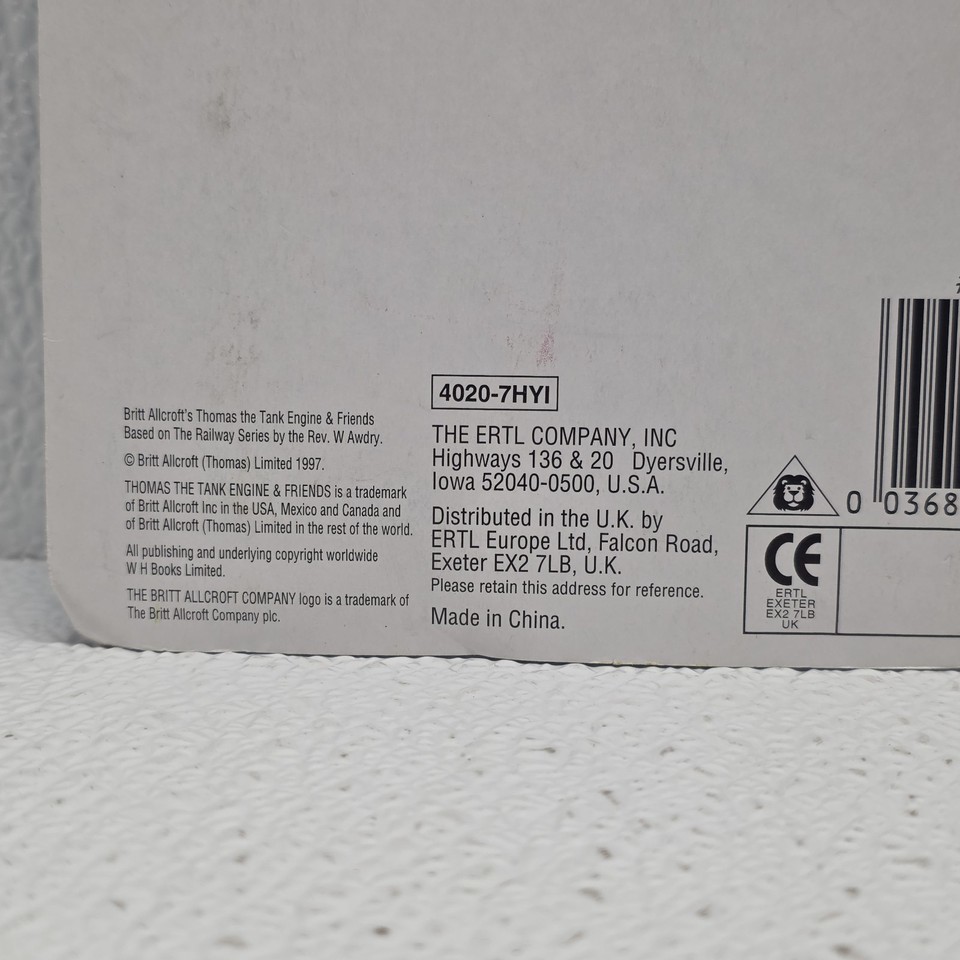 Britt Allcroft's Thomas the Tank Engine & Friends
Based on The Railway Series by the Rev. W Awdry.
© Britt Allcroft (Thomas) Limited 1997.
THOMAS THE TANK ENGINE & FRIENDS is a trademark
of Britt Allcroft Inc in the USA, Mexico and Canada and
of Britt Allcroft (Thomas) Limited in the rest of the world.
All publishing and underlying copyright worldwide
W H Books Limited.
THE BRITT ALLCROFT COMPANY logo is a trademark of
The Britt Allcroft Company plc.
4020-7HYI
THE ERTL COMPANY, INC
Highways 136 & 20 Dyersville,
Iowa 52040-0500, U.S.A.
Distributed in the U.K. by
ERTL Europe Ltd, Falcon Road,
Exeter EX2 7LB, U.K.
Please retain this address for reference.
Made in China.
0 0368
CE
ERTL
EXETER
EX2 7LB
UK